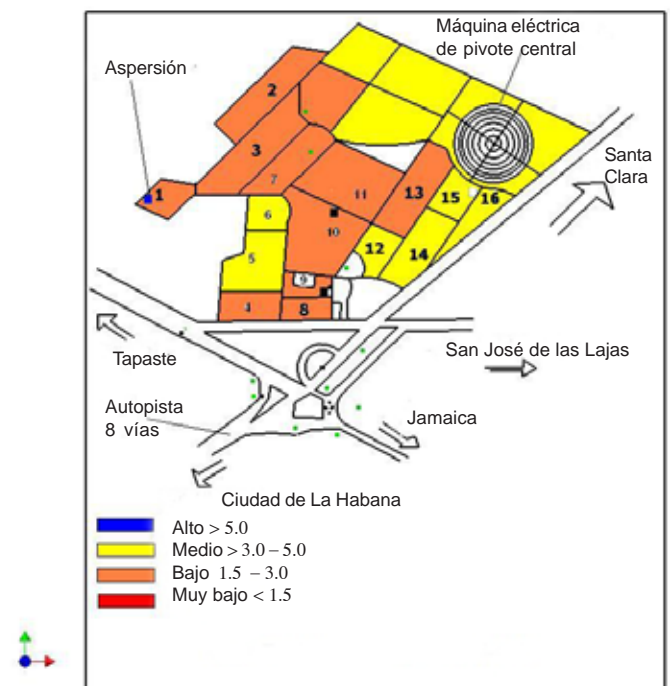 Máquina eléctrica
de pivote central
Aspersión
2
Santa
Clara
3
7
1
11
13
15
16
6
10
12
14
5
9
4
8
Tapaste
San José de las Lajas
Autopista
8 vías
Jamaica
Ciudad de La Habana
Alto > 5.0
Medio > 3.0 – 5.0
Bajo 1.5 – 3.0
Muy bajo < 1.5